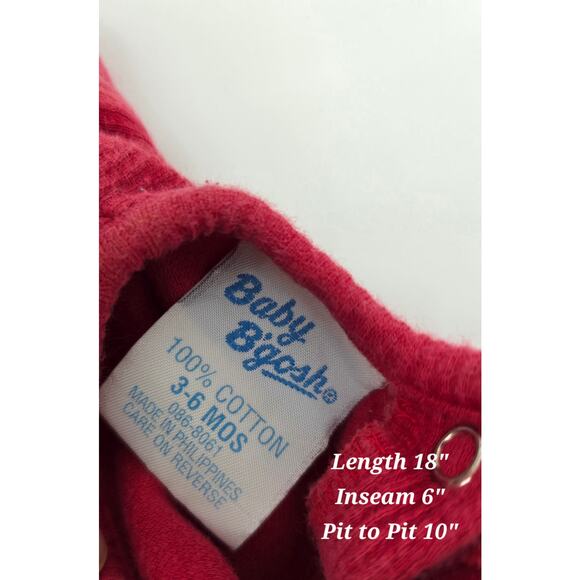 Baby
B'gosh®
100% COTTON
3-6 MOS
086-8061
MADE IN PHILIPPINES
CARE ON REVERSE
Length 18"
Inseam 6"
Pit to Pit 10"